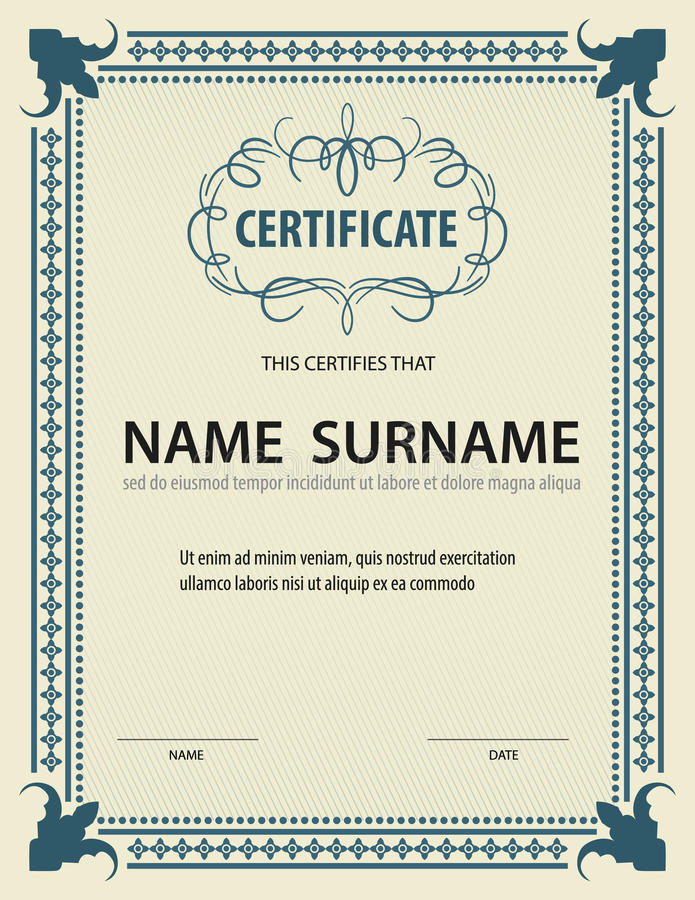 CERTIFICATE
THIS CERTIFIES THAT
NAME SURNAME
sed do eiusmod tempor incididunt ut labore et dolore magna aliqua
Ut enim ad minim veniam, quis nostrud exercitation
ullamco laboris nisi ut aliquip ex ea commodo
NAME DATE